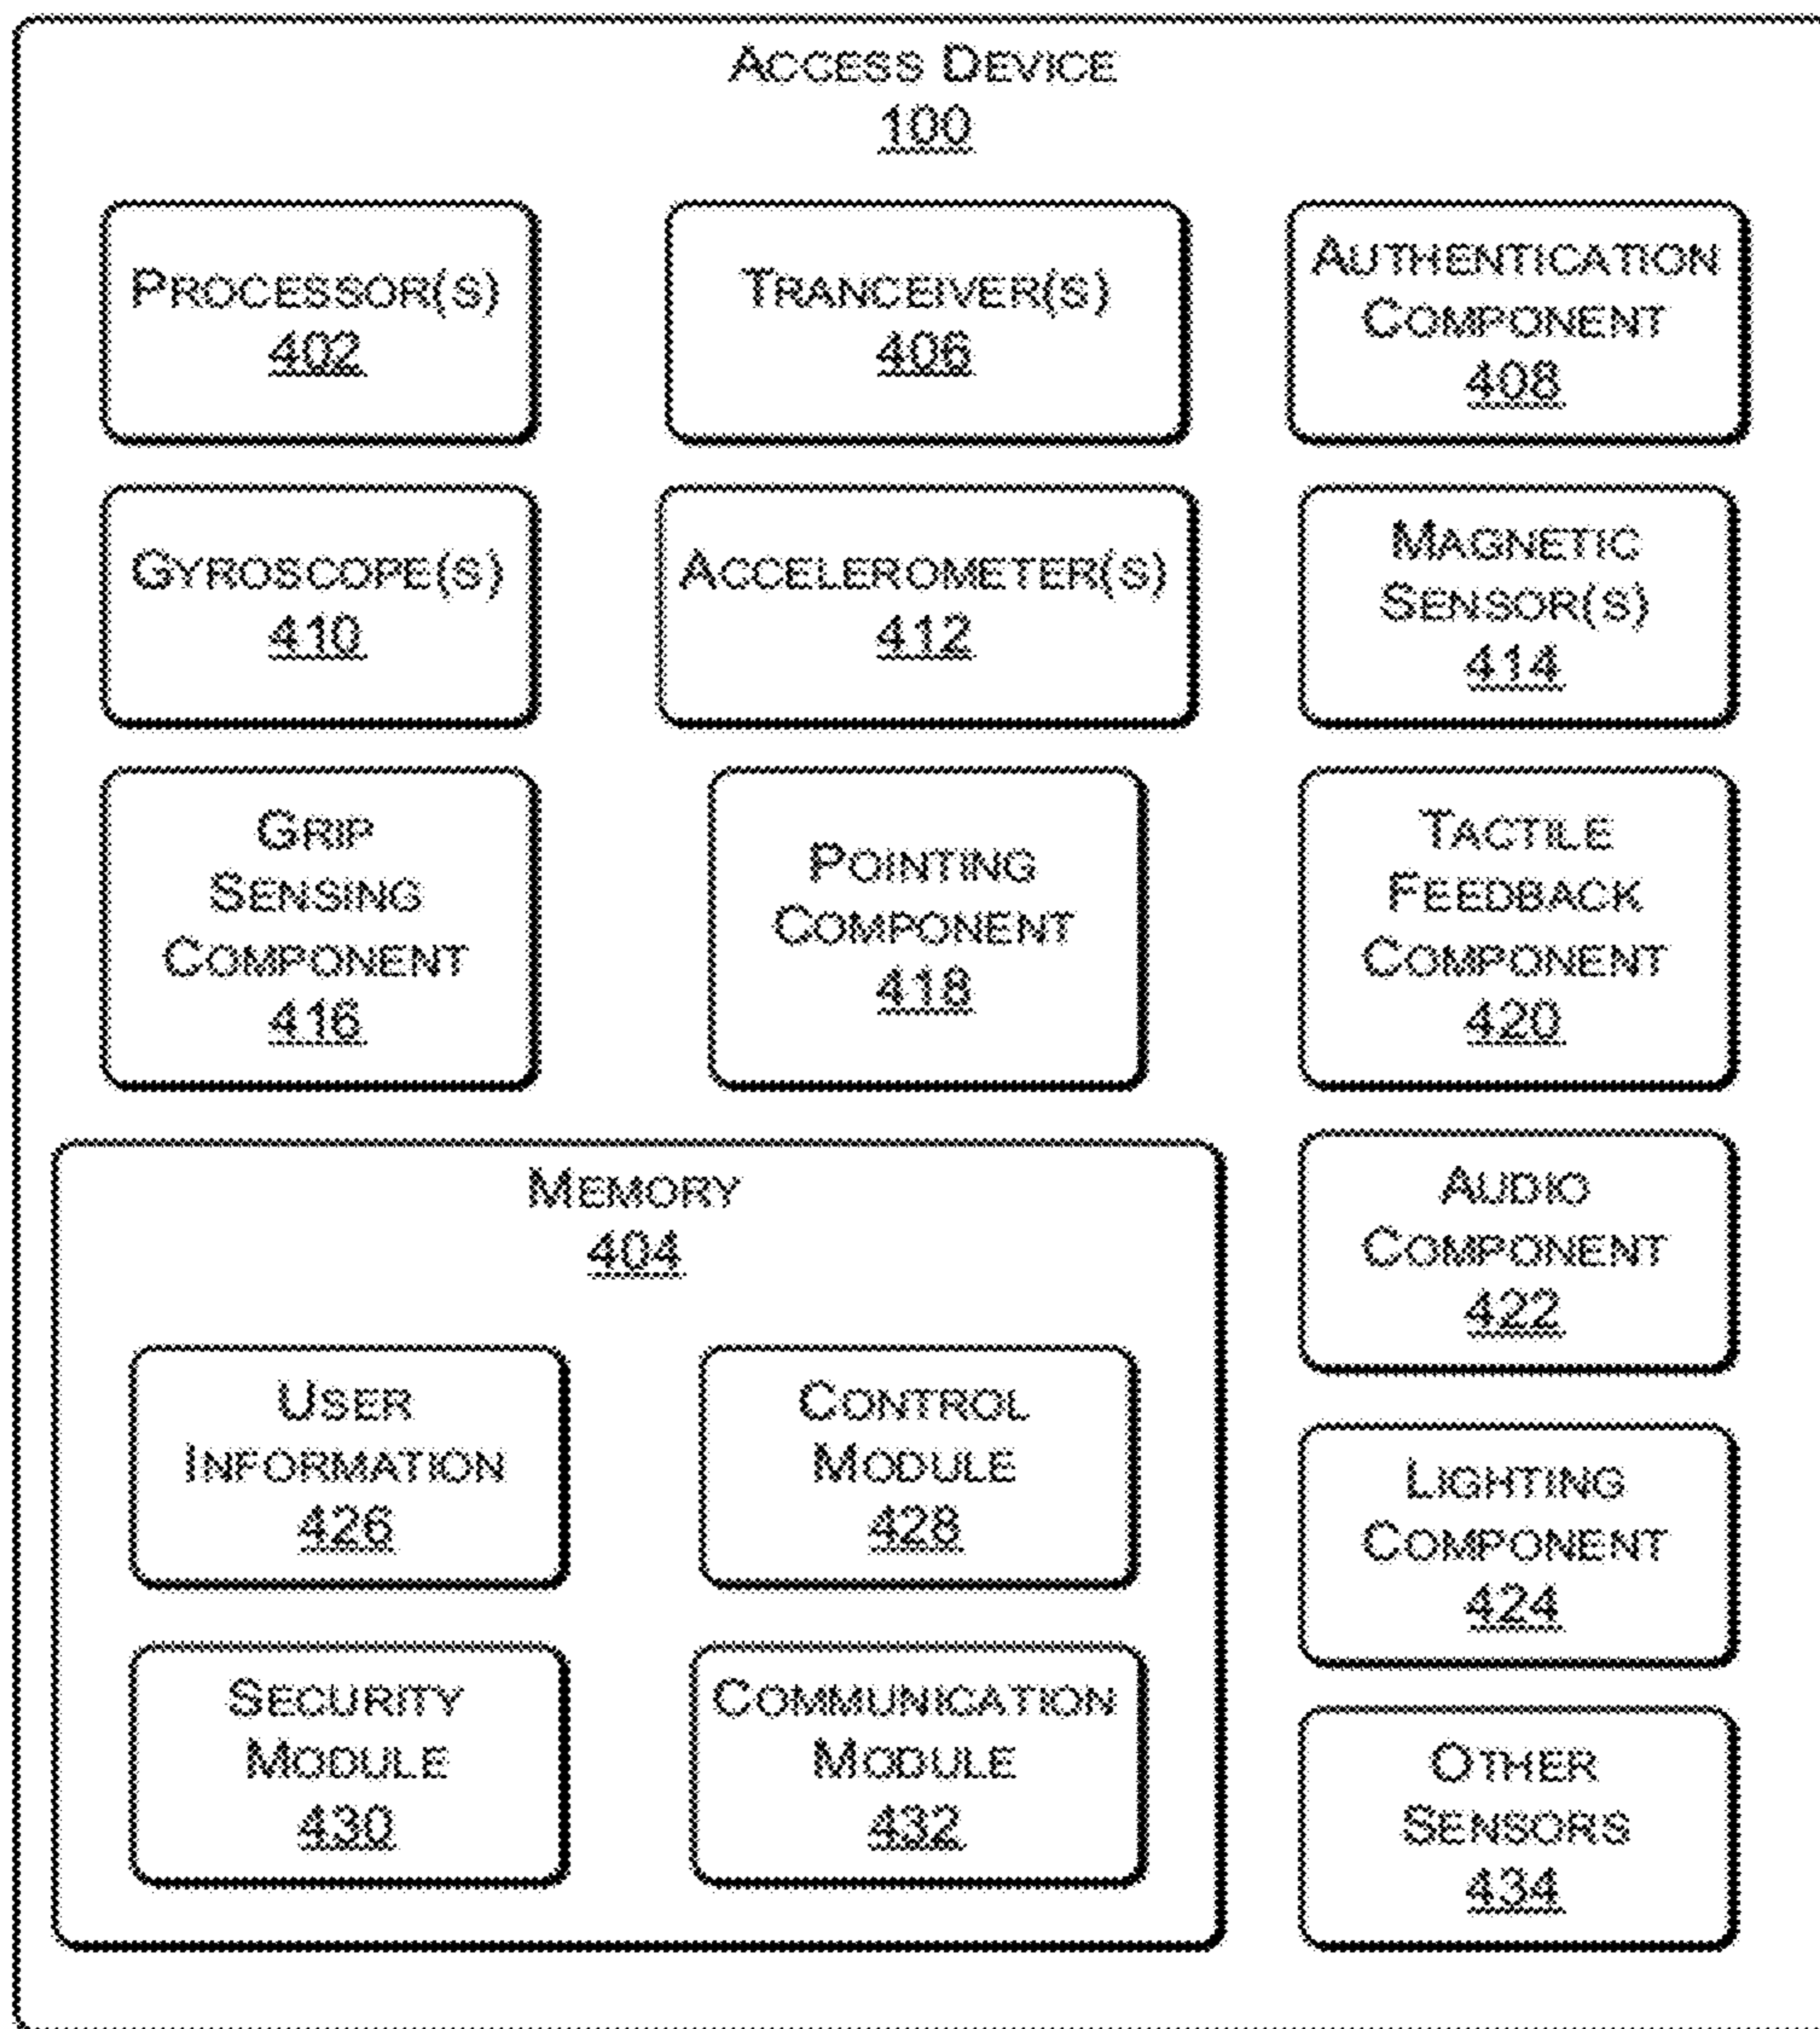 ACCESS DEVICE
100
PROCESSOR(S)
402
TRANCEIVER(S)
406
AUTHENTICATION
COMPONENT
408
GYROSCOPE(S)
410
ACCELEROMETER(S)
412
MAGNETIC
SENSOR(S)
414
GRIP
SENSING
COMPONENT
416
POINTING
COMPONENT
418
TACTILE
FEEDBACK
COMPONENT
420
MEMORY
404
USER
INFORMATION
426
CONTROL
MODULE
428
SECURITY
MODULE
430
COMMUNICATION
MODULE
432
AUDIO
COMPONENT
422
LIGHTING
COMPONENT
424
OTHER
SENSORS
434